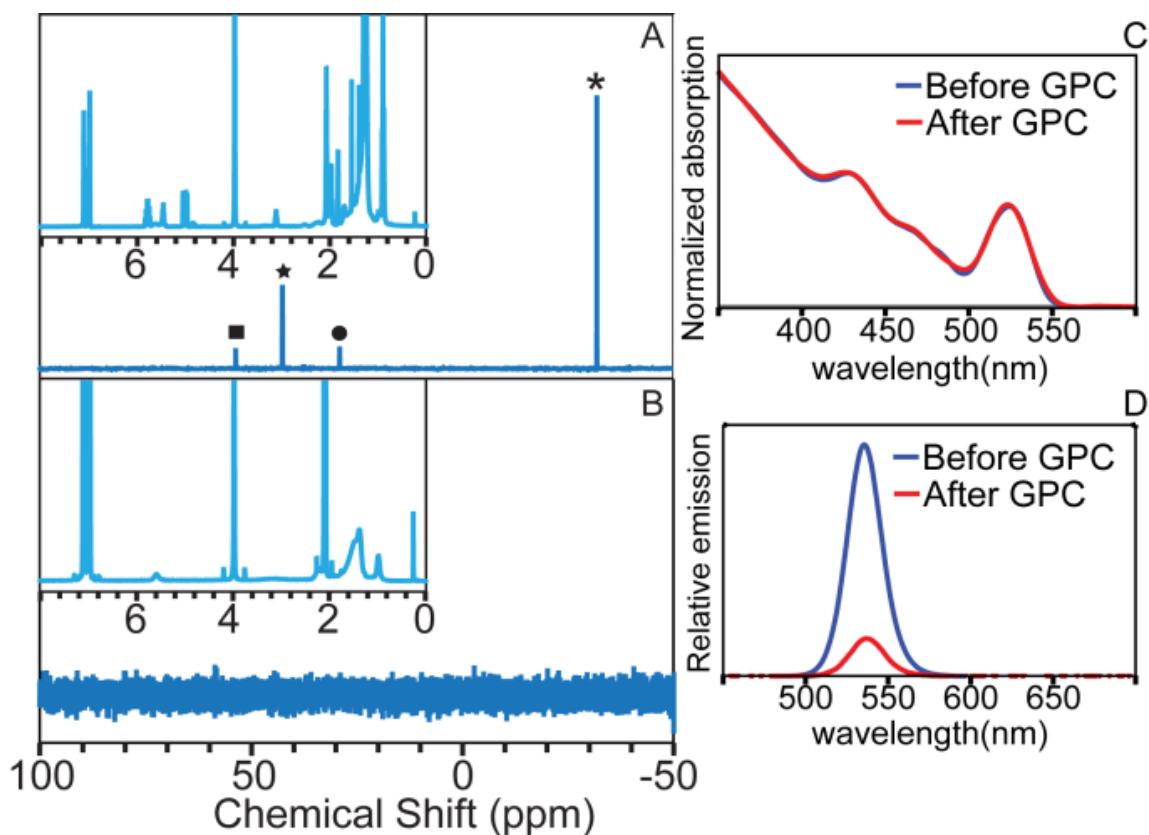 A
*
★
■
●
6 4 2 0
B
6 4 2 0
100 50 0 -50
Chemical Shift (ppm)
C
Before GPC
After GPC
Normalized absorption
400 450 500 550
wavelength(nm)
D
Before GPC
After GPC
Relative emission
500 550 600 650
wavelength(nm)